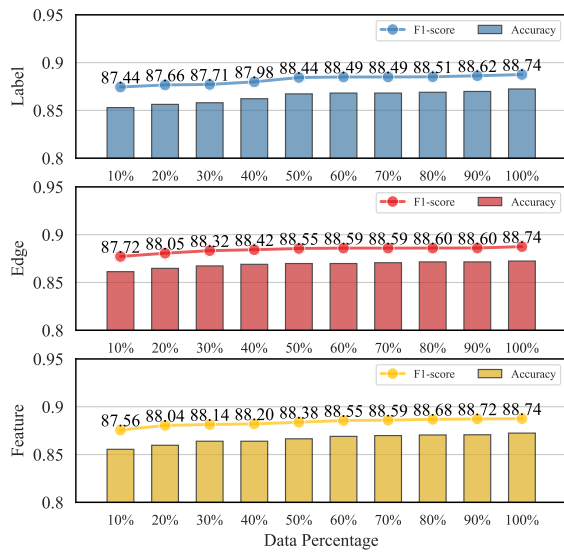 0.95
F1-score Accuracy
87.44 87.66 87.71 87.98 88.44 88.49 88.49 88.51 88.62 88.74
0.9
Label
0.85
0.8
10% 20% 30% 40% 50% 60% 70% 80% 90% 100%
0.95
F1-score Accuracy
87.72 88.05 88.32 88.42 88.55 88.59 88.59 88.60 88.60 88.74
0.9
Edge
0.85
0.8
10% 20% 30% 40% 50% 60% 70% 80% 90% 100%
0.95
F1-score Accuracy
87.56 88.04 88.14 88.20 88.38 88.55 88.59 88.68 88.72 88.74
0.9
Feature
0.85
0.8
10% 20% 30% 40% 50% 60% 70% 80% 90% 100%
Data Percentage